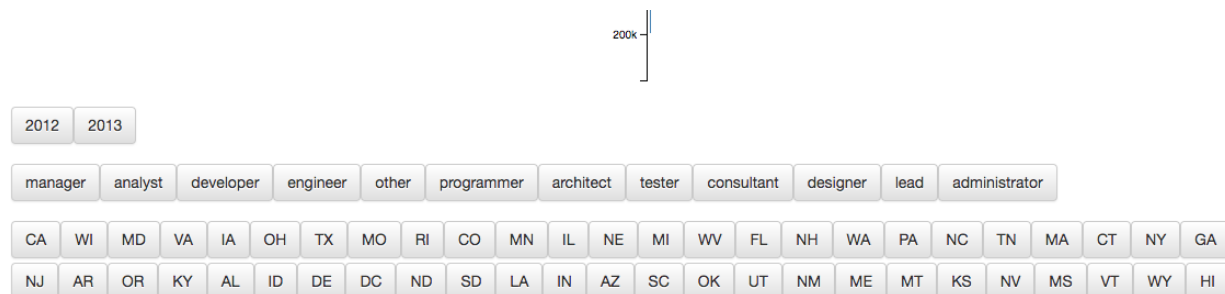 200k
2012 2013
manager analyst developer engineer other programmer architect tester consultant designer lead administrator
CA WI MD VA IA OH TX MO RI CO MN IL NE MI WV FL NH WA PA NC TN MA CT NY GA
NJ AR OR KY AL ID DE DC ND SD LA IN AZ SC OK UT NM ME MT KS NV MS VT WY HI